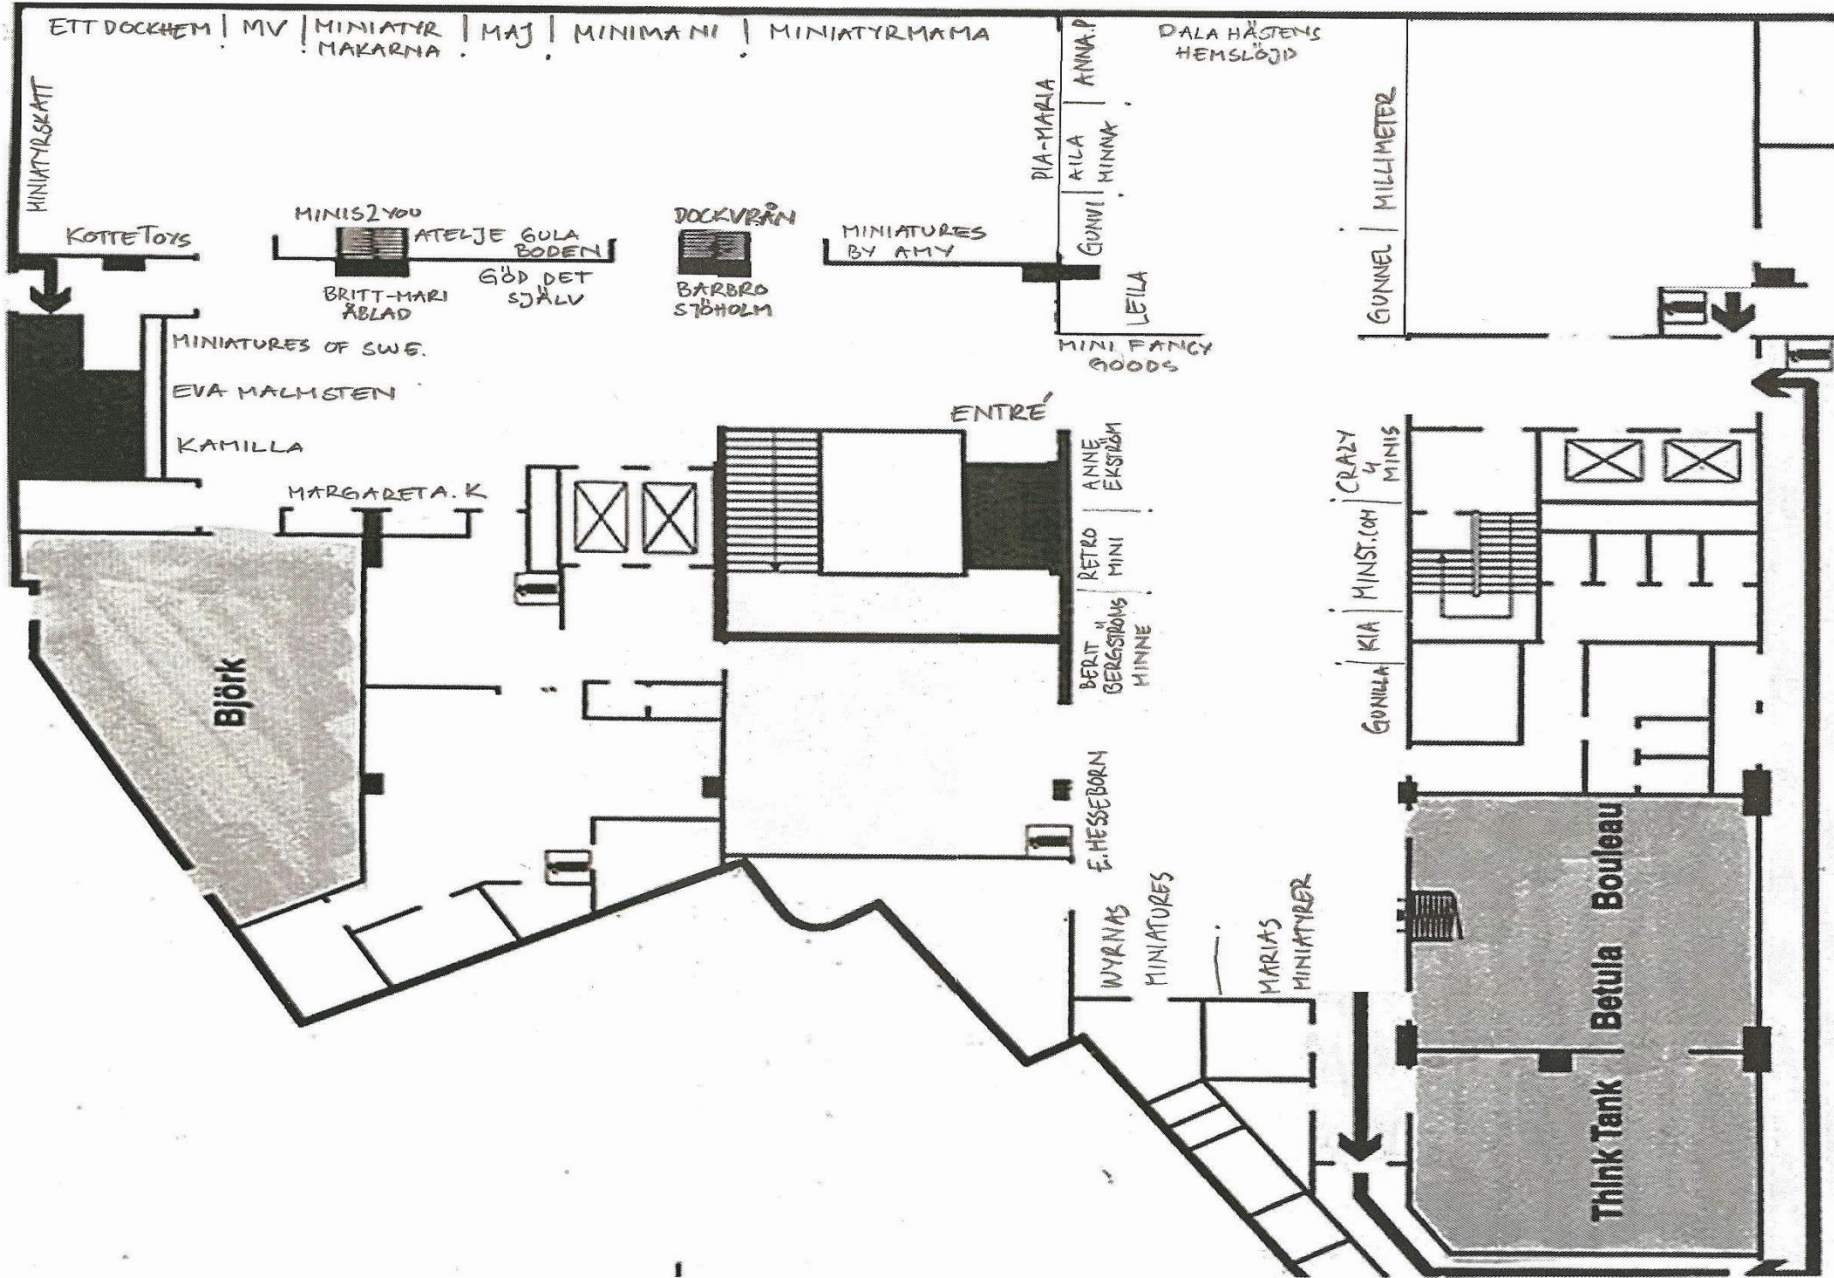 ETT DOCKHEM | MV | MINIATYR | MAJ | MINIMANI | MINIATYRMAMA
MAKARNA
MINIATYRSKATT
KOTTE TOYS
MINIS2YOU
ATELJE GULA
BODEN
GÖD DET
SJÄLV
BRITT-MARI
ÅBLAD
DOCKVRÅN
BARBRO
SJÖHOLM
MINIATURES
BY AMY
PIA-MARIA
GUNVI | AILA | ANNA.P
MINNA
LEILA
DALA HÄSTENS
HEMSLÖJD
GUNNEL | MILLIMETER
MINI FANCY
GOODS
MINIATURES OF SWE.
EVA MALMSTEN
KAMILLA
MARGARETA.K
ENTRÉ
BERIT | RETRO | ANNE
BERGSTRÖMS | MINI | EKSTRÖM
MINNE
GUNILLA | KIA | MINST.COM | CRAZY
4
MINIS
E.HESSEBORN
WYRNAS
MINIATURES
MARIAS
MINIATYRER
Björk
Think Tank Betula Bouleau